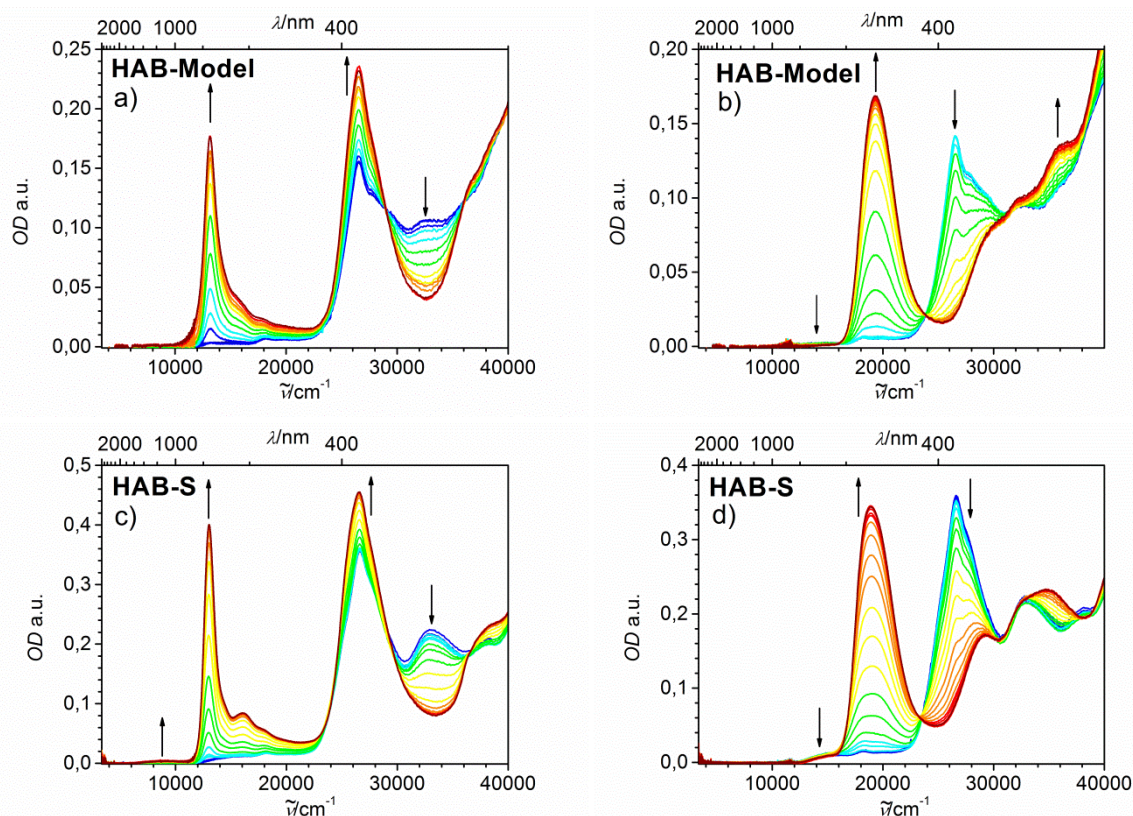 2000 1000 λ/nm 400
0,25
0,20
0,15
0,10
0,05
0,00
OD a.u.
HAB-Model
a)
10000 20000 30000 40000
ν̃/cm⁻¹
2000 1000 λ/nm 400
0,20
0,15
0,10
0,05
0,00
OD a.u.
HAB-Model
b)
10000 20000 30000 40000
ν̃/cm⁻¹
2000 1000 λ/nm 400
0,5
0,4
0,3
0,2
0,1
0,0
OD a.u.
HAB-S
c)
10000 20000 30000 40000
ν̃/cm⁻¹
2000 1000 λ/nm 400
0,4
0,3
0,2
0,1
0,0
OD a.u.
HAB-S
d)
10000 20000 30000 40000
ν̃/cm⁻¹